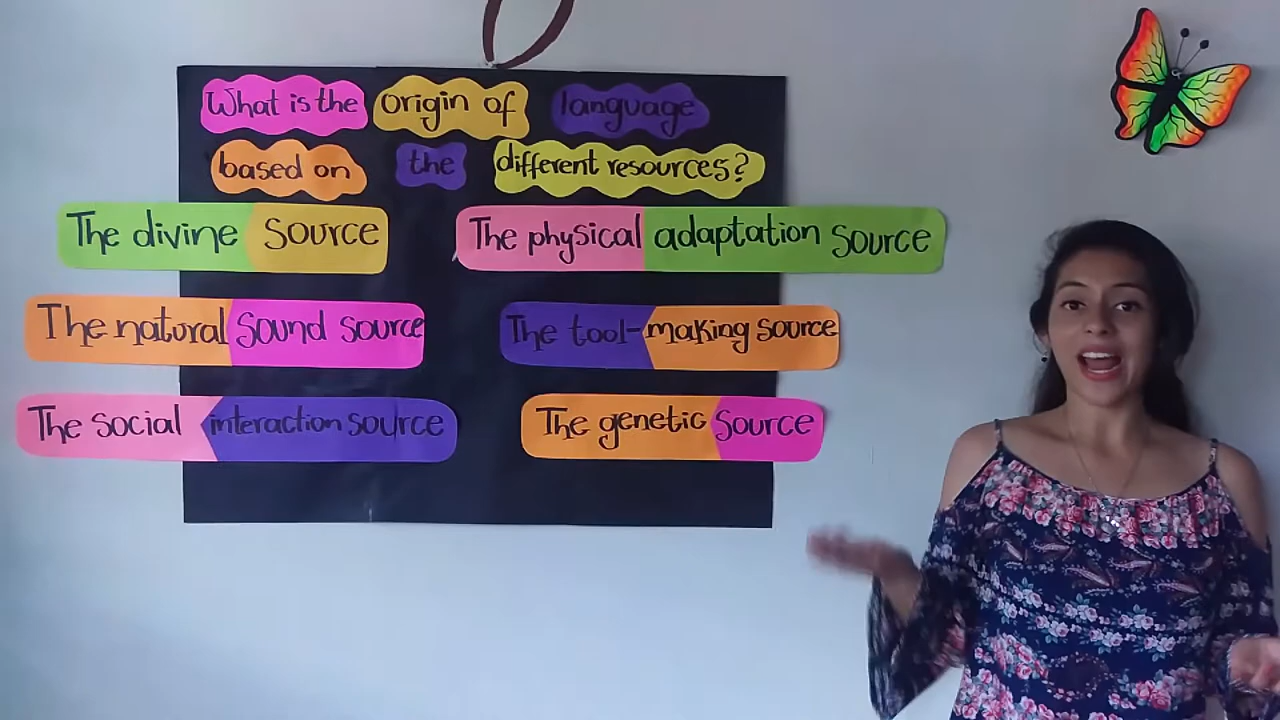 What is the origin of language
based on the different resources?
The divine source
The physical adaptation source
The natural sound source
The tool-making source
The social interaction source
The genetic source